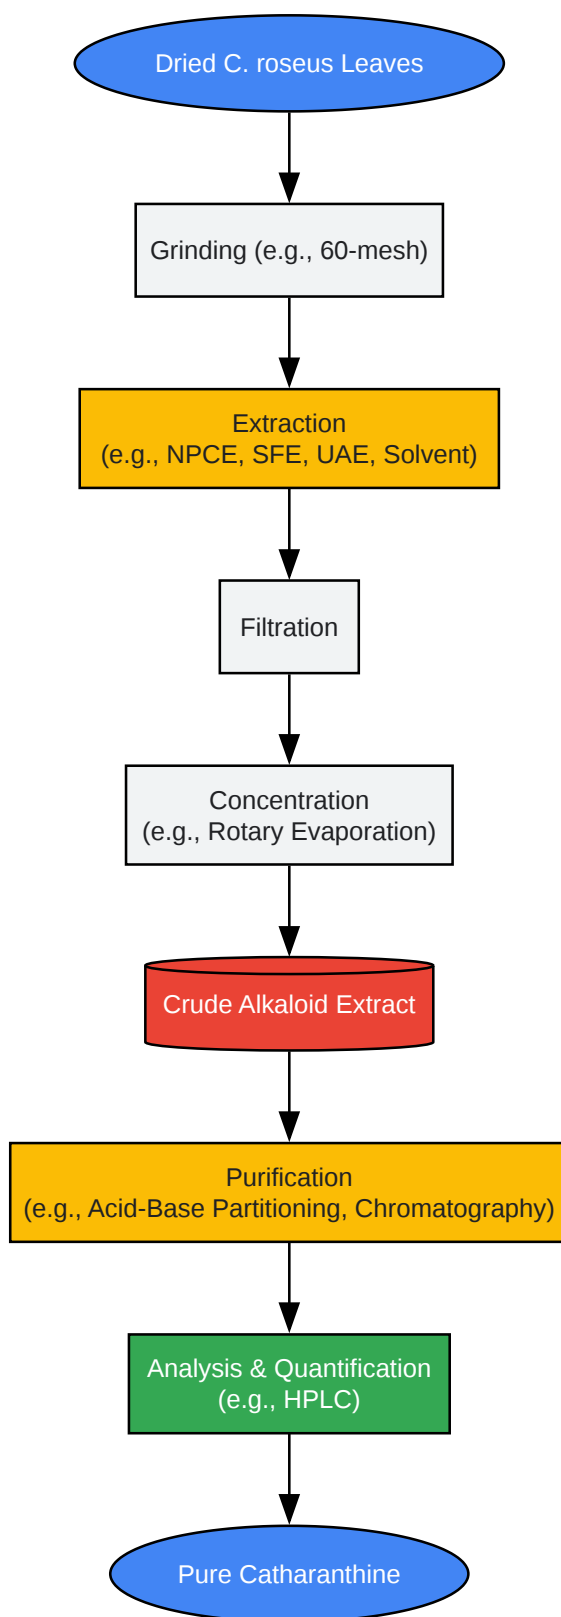 Dried C. roseus Leaves
Grinding (e.g., 60-mesh)
Extraction
(e.g., NPCE, SFE, UAE, Solvent)
Filtration
Concentration
(e.g., Rotary Evaporation)
Crude Alkaloid Extract
Purification
(e.g., Acid-Base Partitioning, Chromatography)
Analysis & Quantification
(e.g., HPLC)
Pure Catharanthine